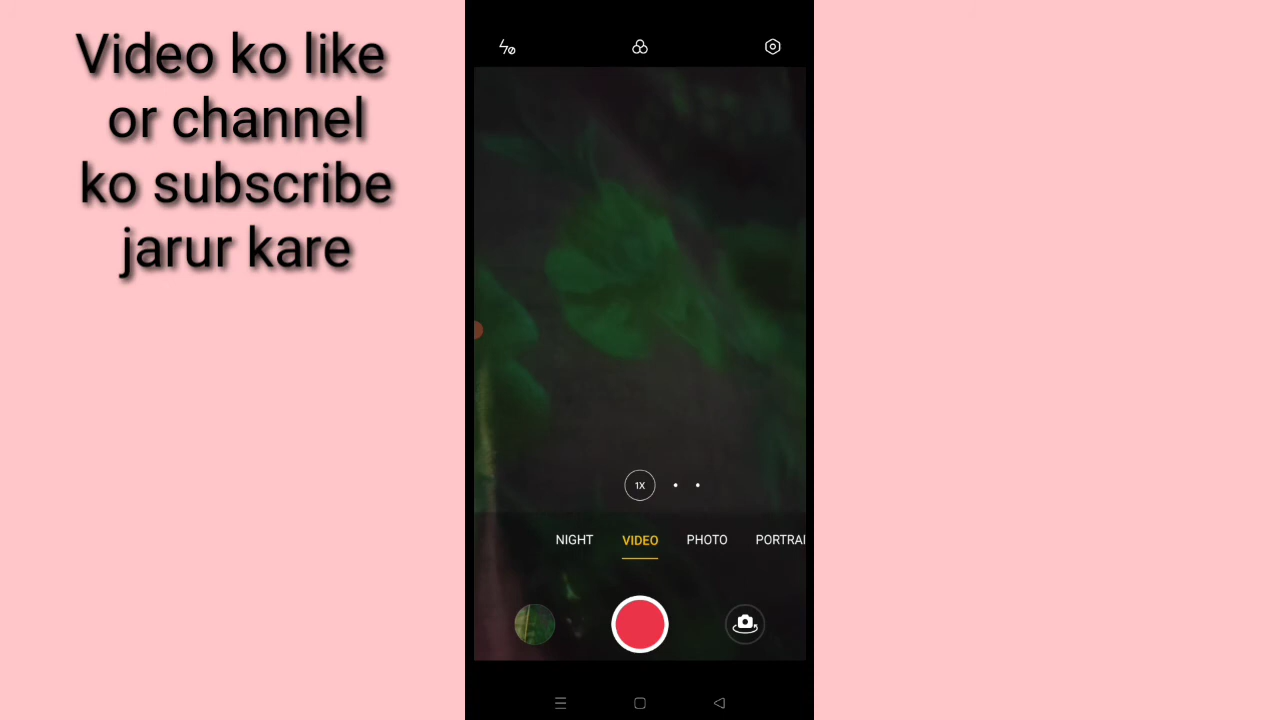 Video ko like
or channel
ko subscribe
jarur kare
1X
NIGHT VIDEO PHOTO PORTRAI